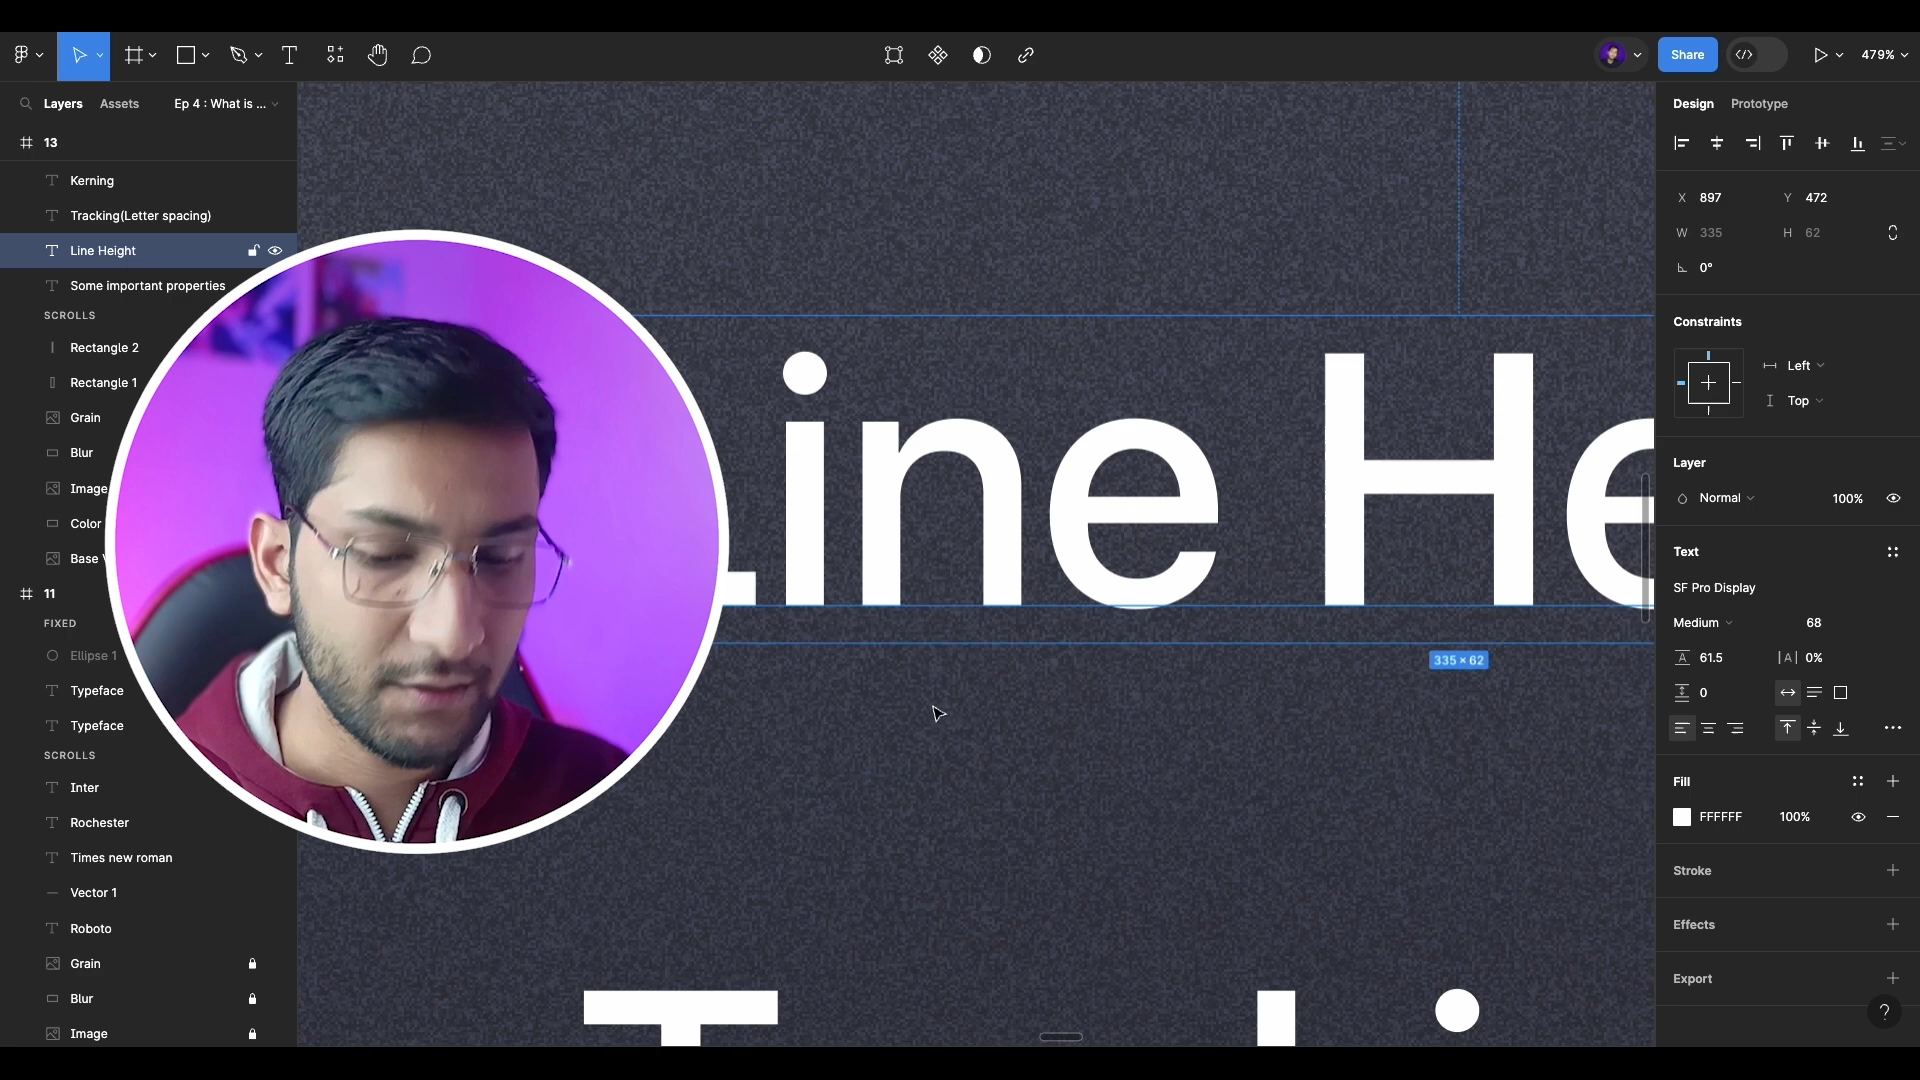 Share
479%
Layers
Assets
Ep 4 : What is ...
13
Kerning
Tracking(Letter spacing)
Line Height
Some important properties
SCROLLS
Rectangle 2
Rectangle 1
Grain
Blur
Image
Color
Base
11
FIXED
Ellipse 1
Typeface
Typeface
SCROLLS
Inter
Rochester
Times new roman
Vector 1
Roboto
Grain
Blur
Image
Line He
335 × 62
Design
Prototype
X 897
Y 472
W 335
H 62
0°
Constraints
Left
Top
Layer
Normal
100%
Text
SF Pro Display
Medium
68
61.5
0%
0
Fill
FFFFFF
100%
Stroke
Effects
Export
?